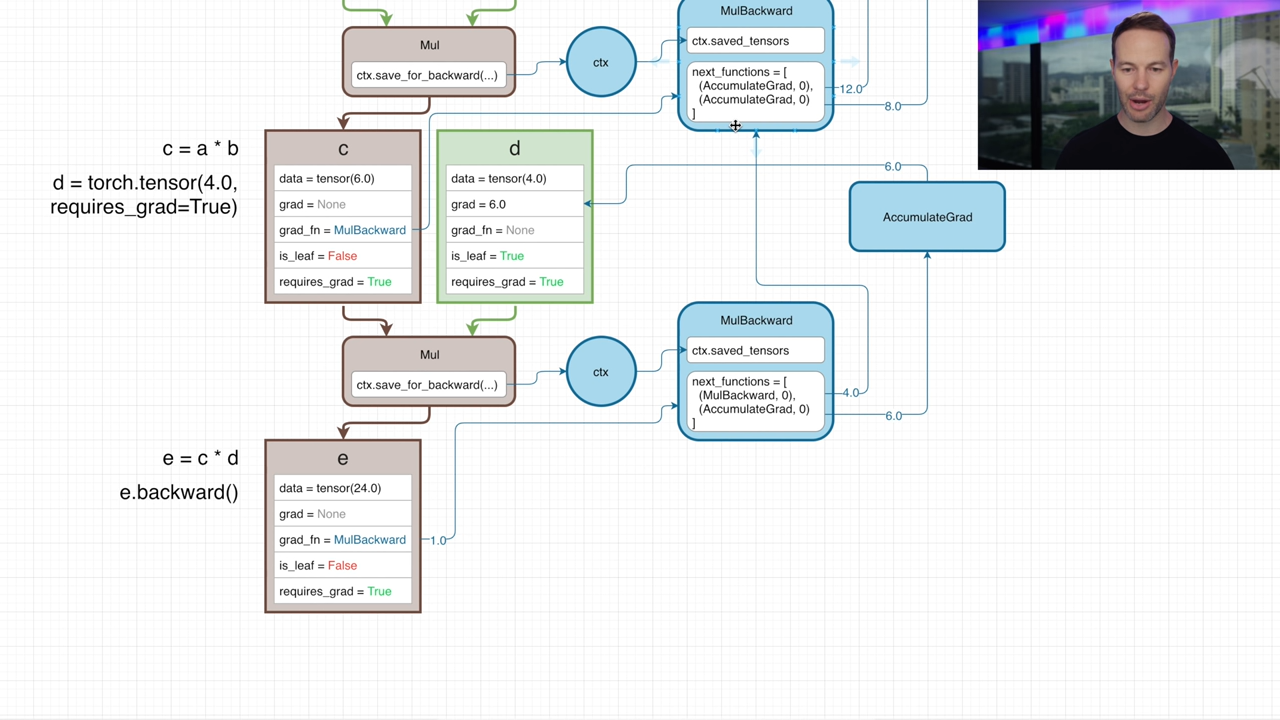 MulBackward
ctx.saved_tensors
next_functions = [
(AccumulateGrad, 0),
(AccumulateGrad, 0)
]
12.0
8.0
Mul
ctx.save_for_backward(...)
ctx
c = a * b
d = torch.tensor(4.0,
requires_grad=True)
c
data = tensor(6.0)
grad = None
grad_fn = MulBackward
is_leaf = False
requires_grad = True
d
data = tensor(4.0)
grad = 6.0
grad_fn = None
is_leaf = True
requires_grad = True
6.0
AccumulateGrad
Mul
ctx.save_for_backward(...)
ctx
MulBackward
ctx.saved_tensors
next_functions = [
(MulBackward, 0),
(AccumulateGrad, 0)
]
4.0
6.0
e = c * d
e.backward()
e
data = tensor(24.0)
grad = None
grad_fn = MulBackward
is_leaf = False
requires_grad = True
1.0